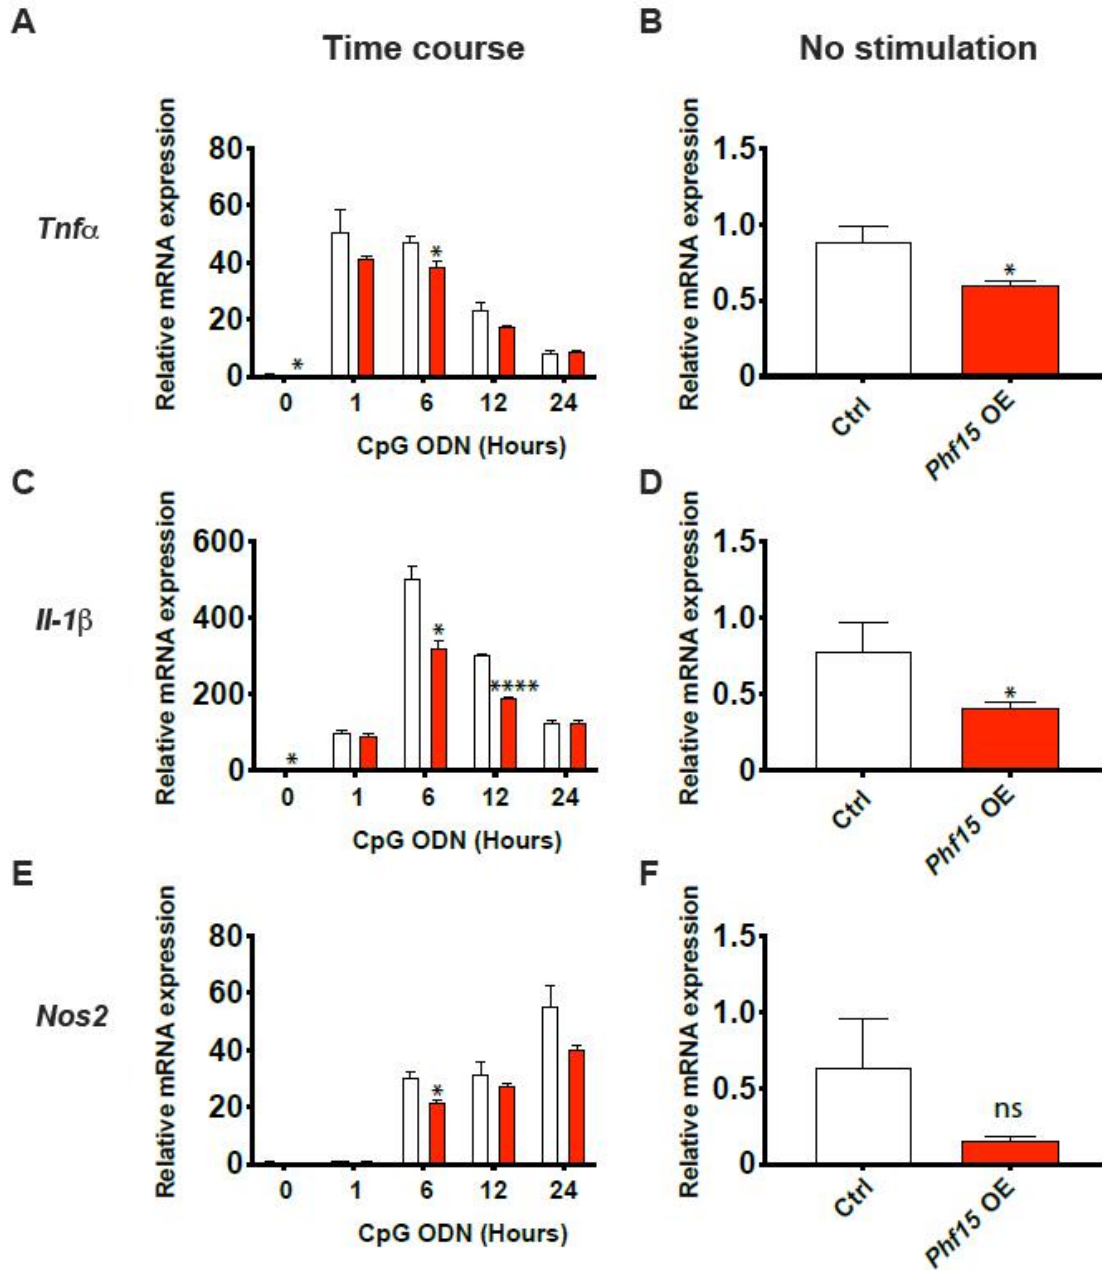 A
B
Time course
No stimulation
Tnfα
Relative mRNA expression
80
60
40
20
0
*
*
0 1 6 12 24
CpG ODN (Hours)
Relative mRNA expression
1.5
1.0
0.5
0
*
Ctrl
Phf15 OE
C
D
Il-1β
Relative mRNA expression
600
400
200
0
*
*
****
0 1 6 12 24
CpG ODN (Hours)
Relative mRNA expression
1.5
1.0
0.5
0
*
Ctrl
Phf15 OE
E
F
Nos2
Relative mRNA expression
80
60
40
20
0
*
0 1 6 12 24
CpG ODN (Hours)
Relative mRNA expression
1.5
1.0
0.5
0
ns
Ctrl
Phf15 OE